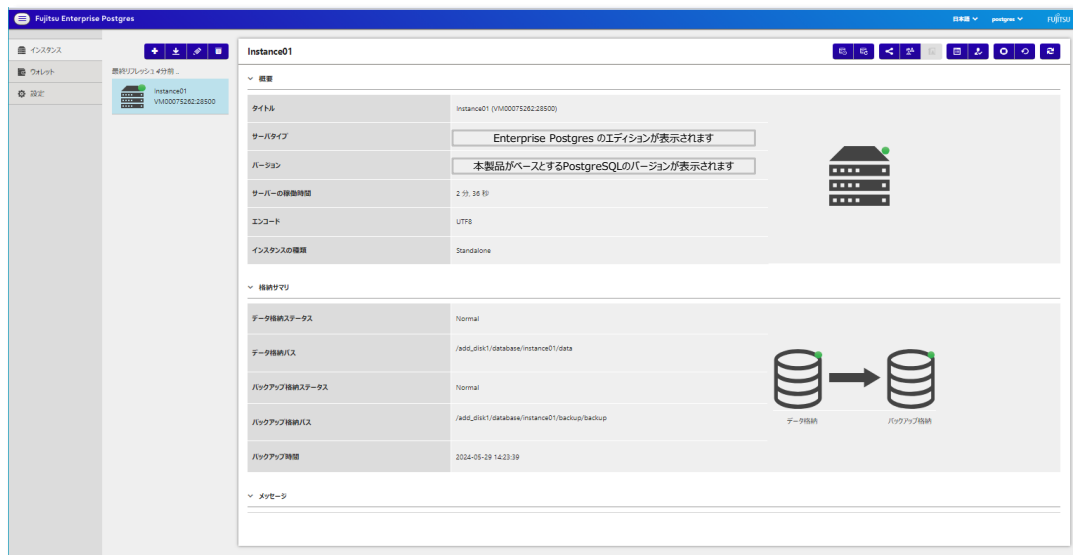 Fujitsu Enterprise Postgres
日本語
postgres
FUJITSU
インスタンス
ウォレット
設定
最終リフレッシュ 4分前 ..
Instance01
VM00075262:28500
Instance01
概要
タイトル
Instance01 (VM00075262:28500)
サーバタイプ
Enterprise Postgres のエディションが表示されます
バージョン
本製品がベースとするPostgreSQLのバージョンが表示されます
サーバーの稼働時間
2 分, 36 秒
エンコード
UTF8
インスタンスの種類
Standalone
格納サマリ
データ格納ステータス
Normal
データ格納パス
/add_disk1/database/instance01/data
バックアップ格納ステータス
Normal
バックアップ格納パス
/add_disk1/database/instance01/backup/backup
バックアップ時間
2024-05-29 14:23:39
データ格納
バックアップ格納
メッセージ